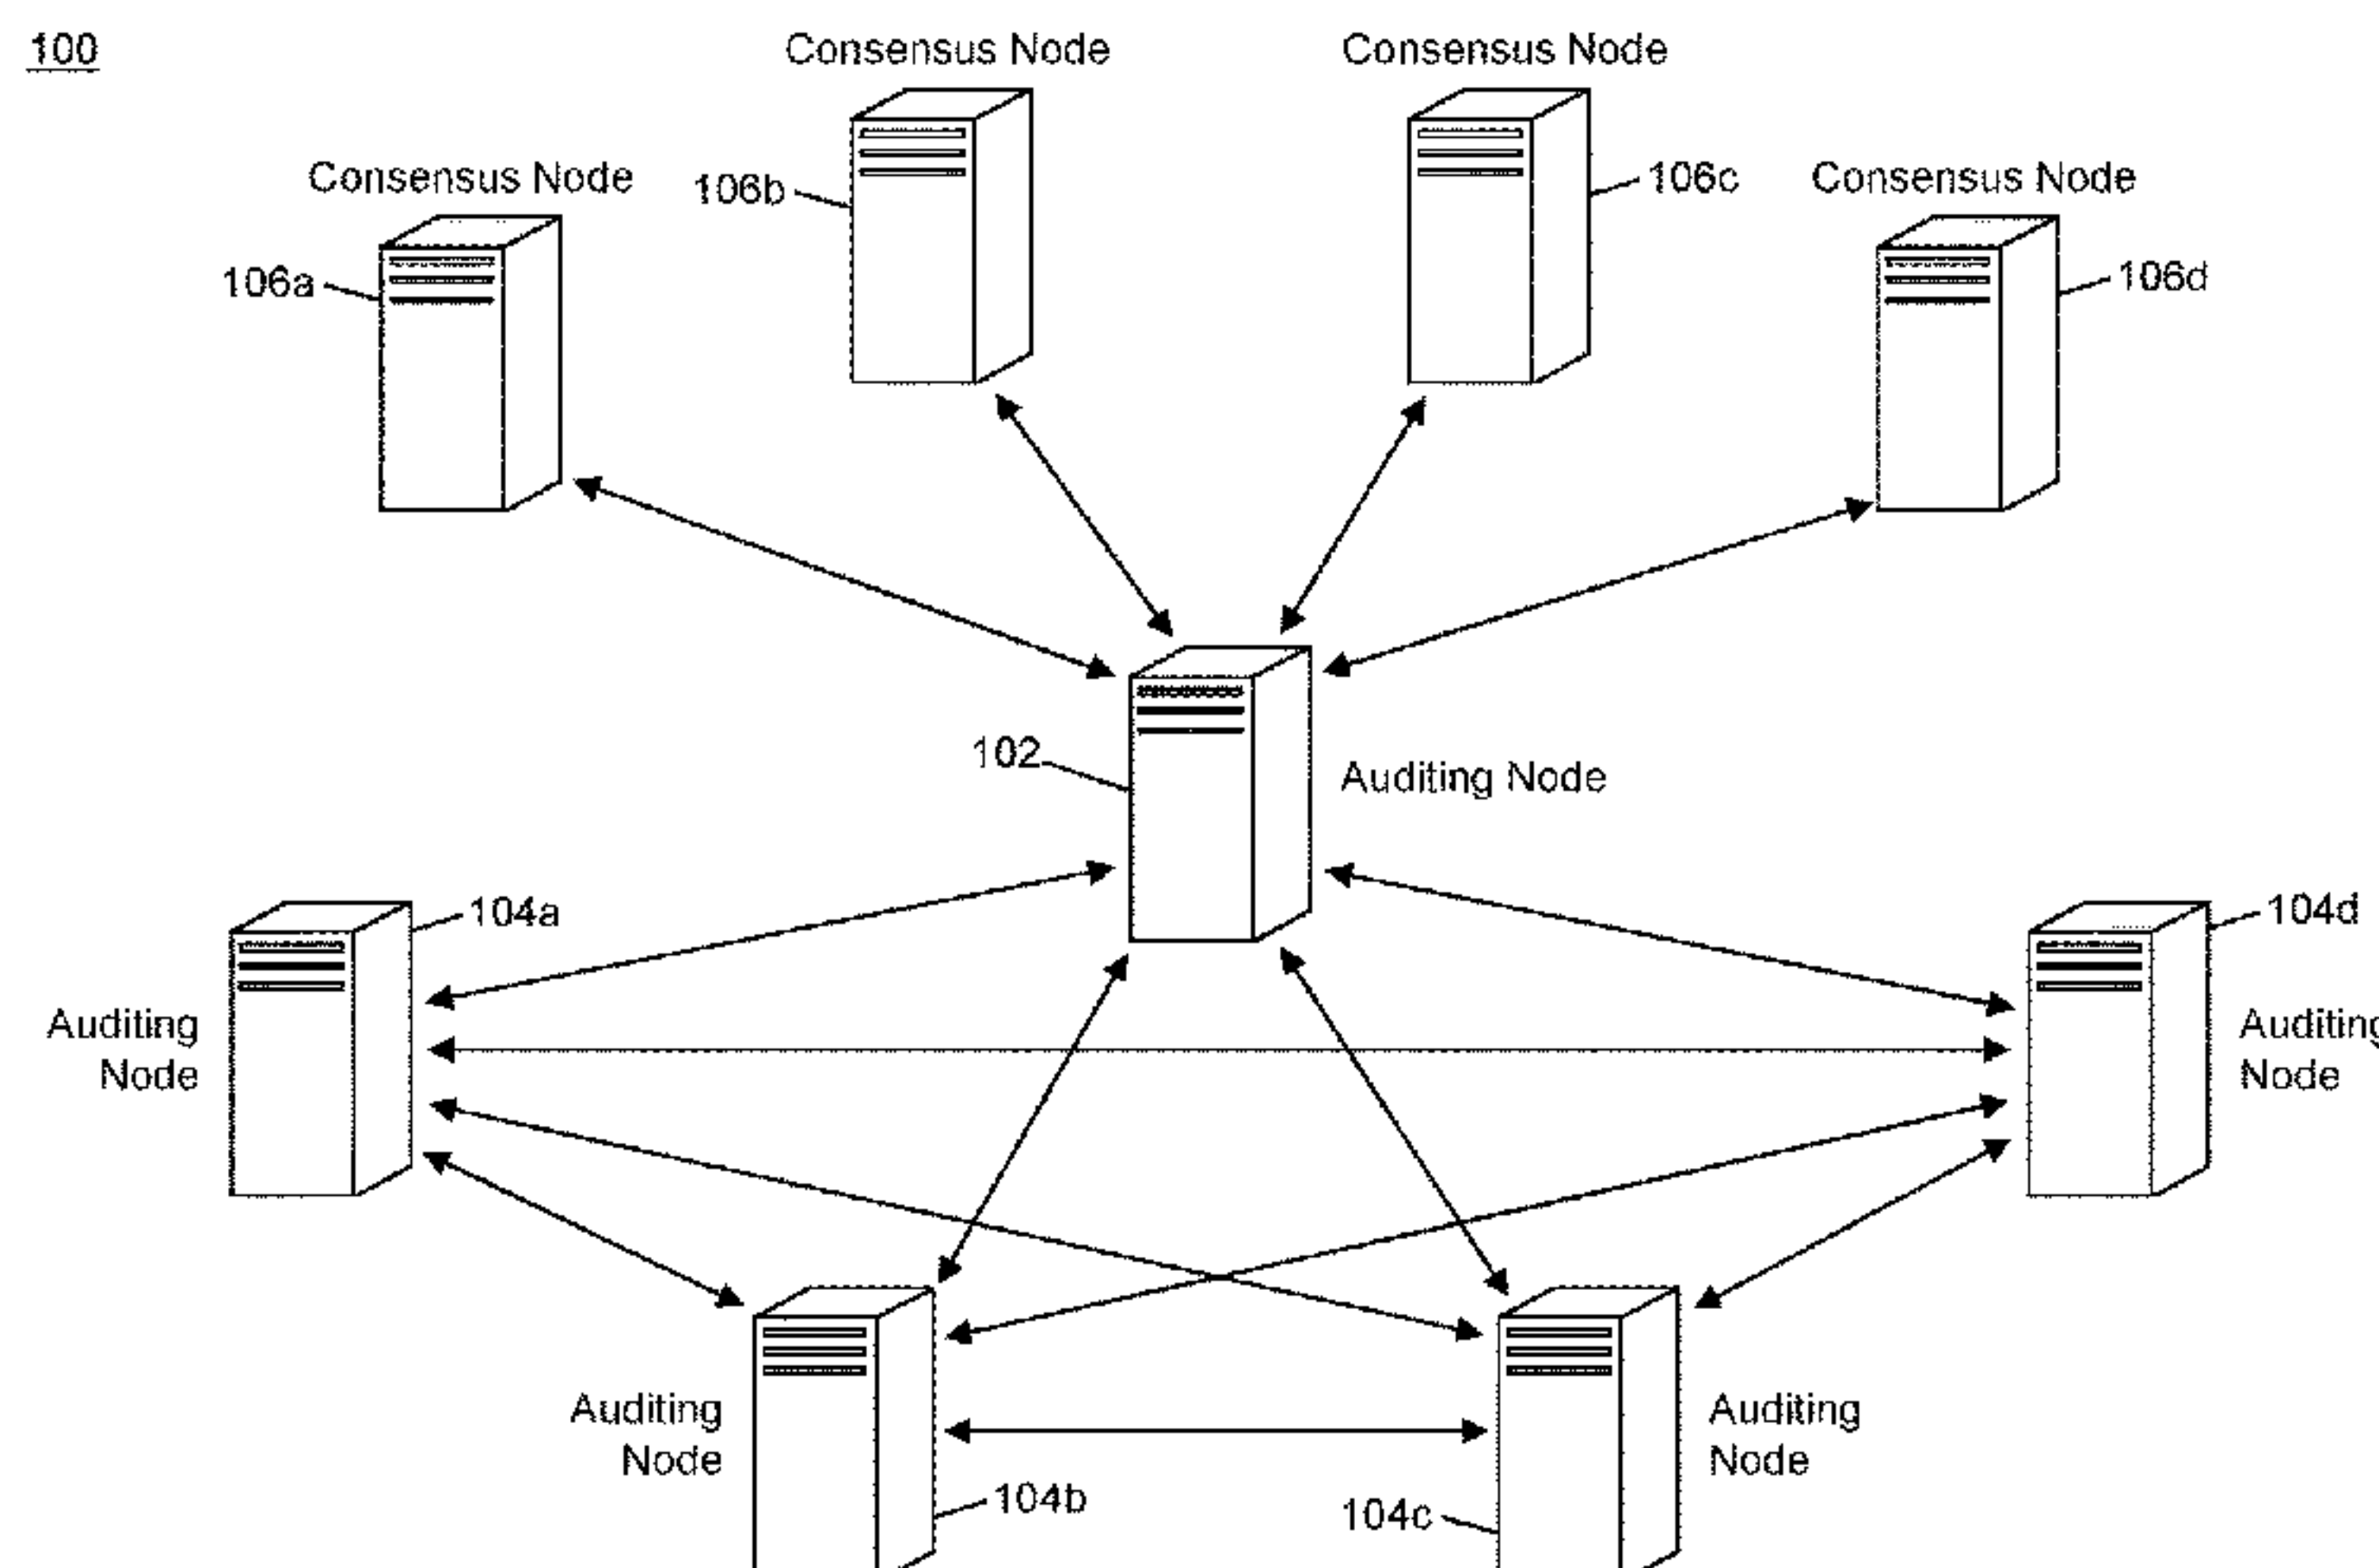 100
Consensus Node
Consensus Node
Consensus Node
106b
106c
Consensus Node
106a
106d
102
Auditing Node
104a
104d
Auditing
Node
Auditing
Node
Auditing
Node
Auditing
Node
104b
104c